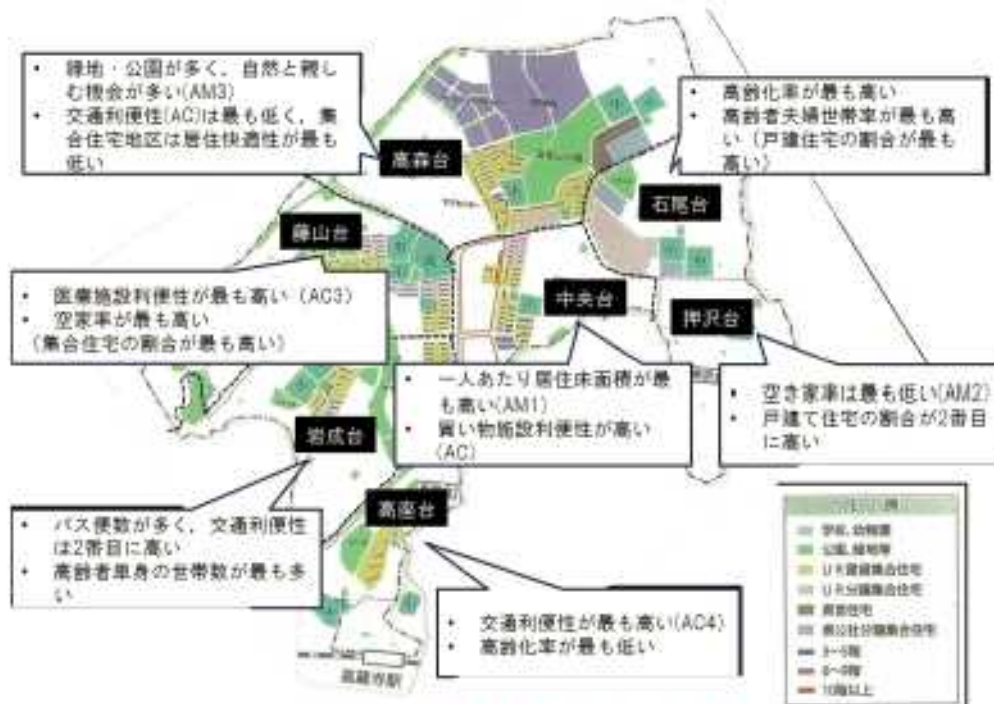 • 緑地・公園が多く、自然と親し
む機会が多い(AM3)
• 交通利便性(AC)は最も低く、集
合住宅地区は居住快適性が最も
低い
• 高齢化率が最も高い
• 高齢者夫婦世帯率が最も高
い（戸建住宅の割合が最も
高い）
高森台
石尾台
藤山台
• 医療施設利便性が最も高い（AC3）
• 空家率が最も高い
（集合住宅の割合が最も高い）
中央台
押沢台
• 一人あたり居住床面積が最
も高い(AM1)
• 買い物施設利便性が高い
(AC)
• 空き家率は最も低い(AM2)
• 戸建て住宅の割合が2番目
に高い
岩成台
高座台
• バス便数が多く、交通利便性
は2番目に高い
• 高齢者単身の世帯数が最も多
い
• 交通利便性が最も高い(AC4)
• 高齢化率が最も低い
高蔵寺駅
学校、幼稚園
公園、緑地等
UR賃貸集合住宅
UR分譲集合住宅
県公社分譲集合住宅
3〜5階
6〜9階
10階以上